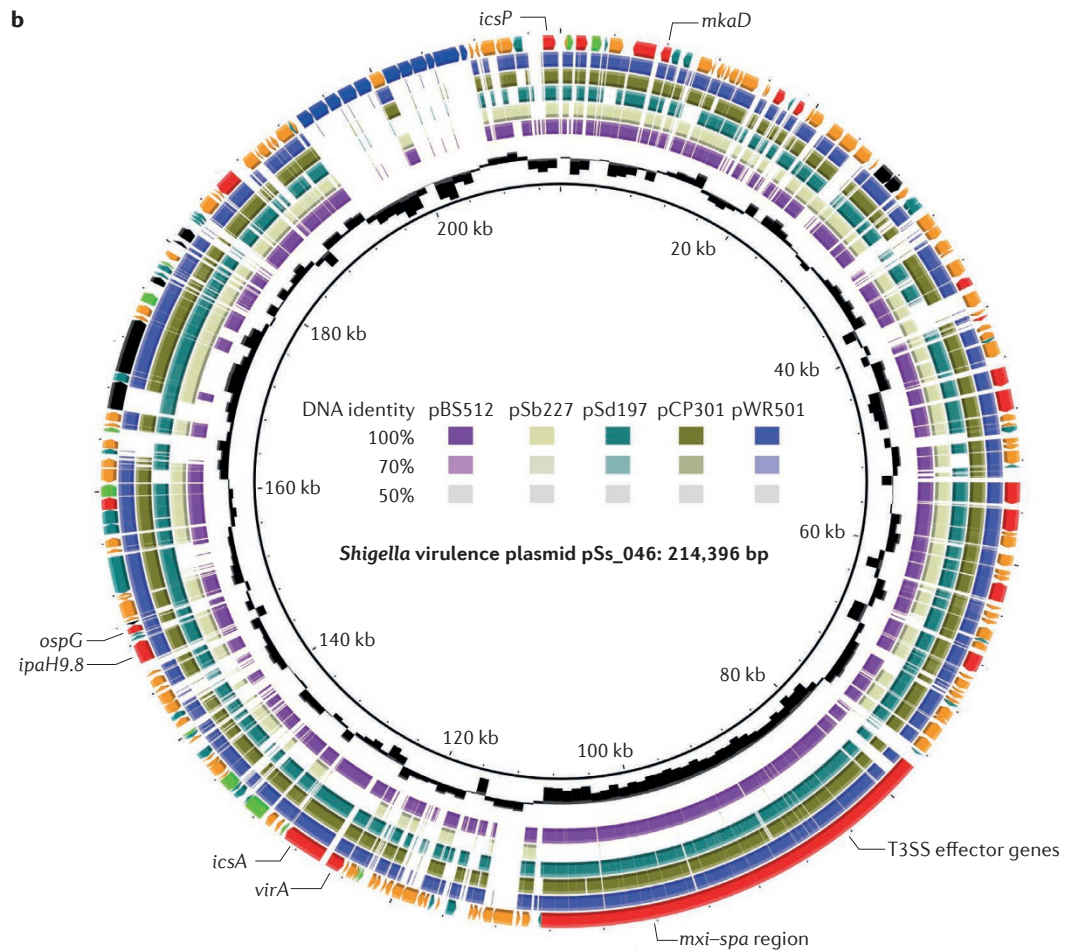 b
icsP
mkaD
200 kb
20 kb
180 kb
40 kb
DNA identity pBS512 pSb227 pSd197 pCP301 pWR501
100%
70%
50%
160 kb
60 kb
Shigella virulence plasmid pSs_046: 214,396 bp
ospG
ipaH9.8
140 kb
80 kb
120 kb
100 kb
icsA
virA
T3SS effector genes
mxi–spa region